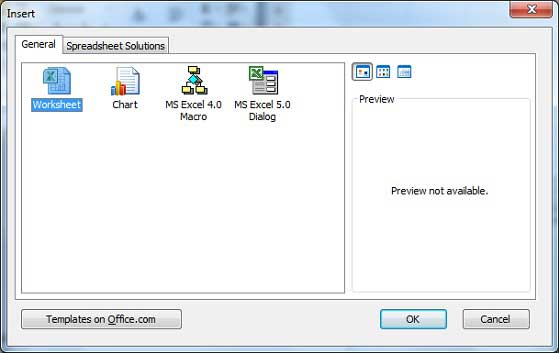 Insert
General
Spreadsheet Solutions
Worksheet
Chart
MS Excel 4.0
Macro
MS Excel 5.0
Dialog
Preview
Preview not available.
Templates on Office.com
OK
Cancel